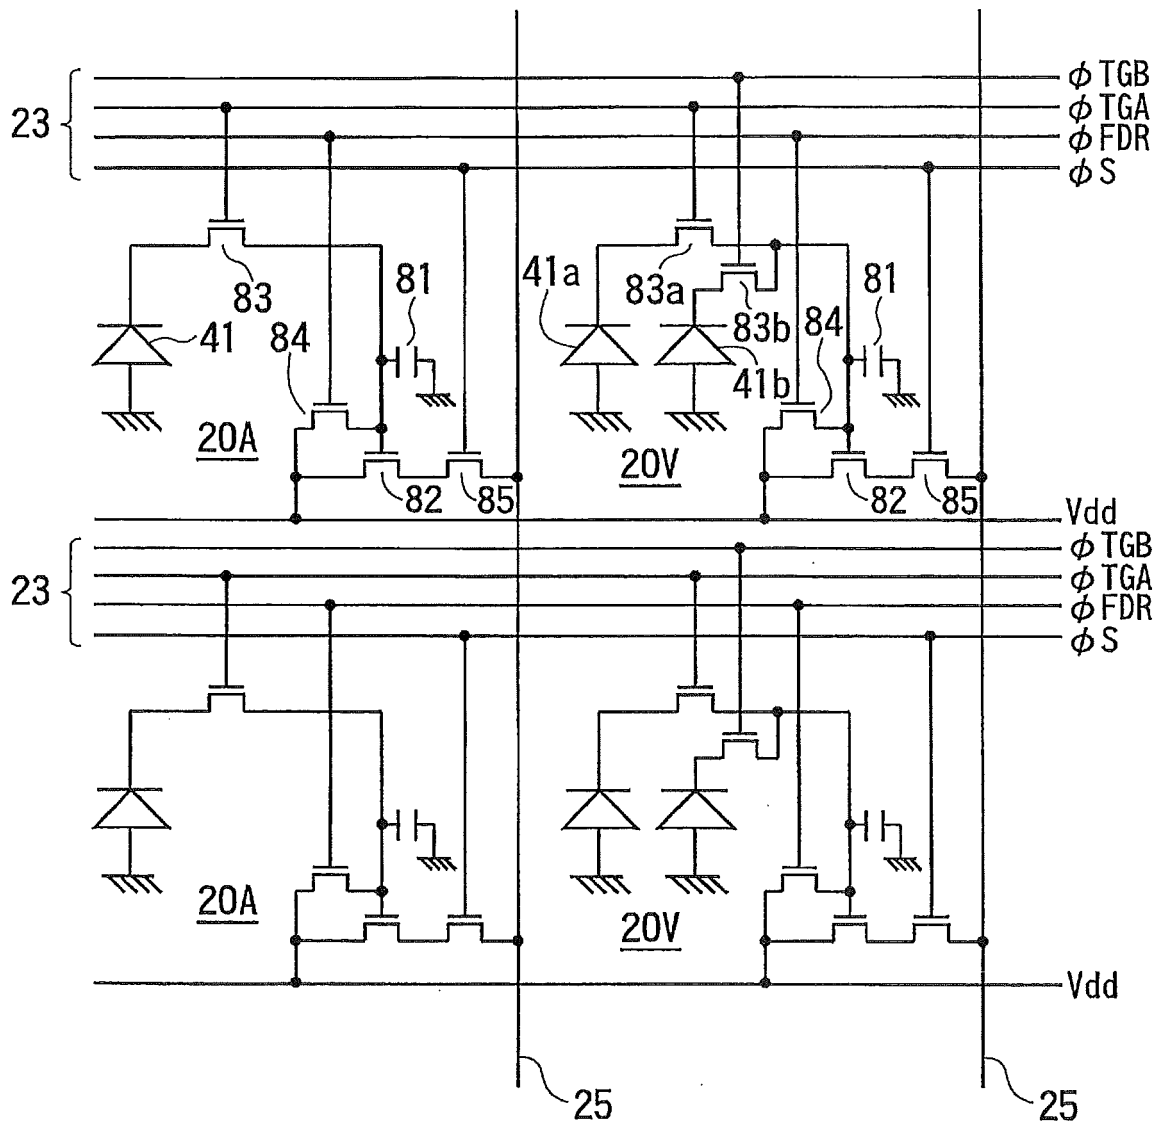 φTGB
φTGA
φFDR
φS
23
83
83a
83b
41a
81
81
41
84
84
41b
20A
20V
82
85
82
85
Vdd
φTGB
φTGA
φFDR
φS
23
20A
20V
Vdd
25
25